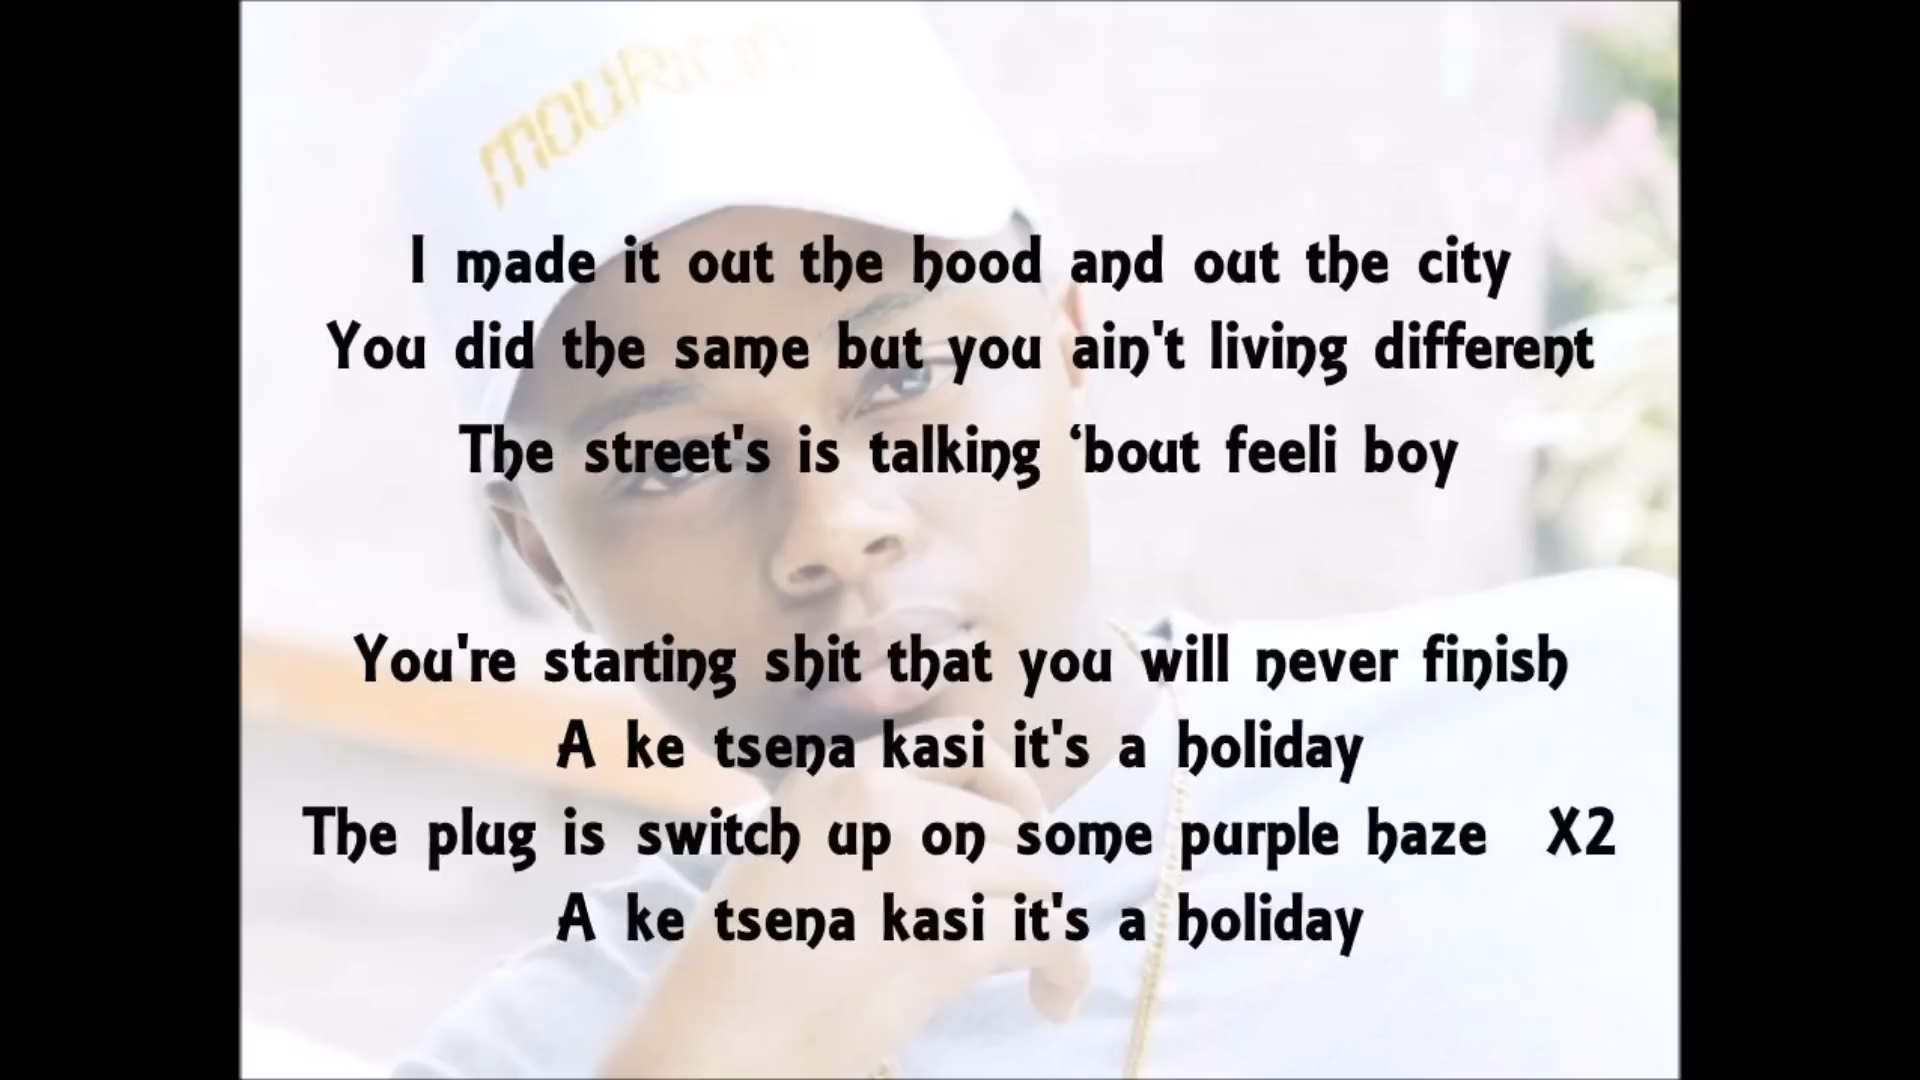 MOURICIO
I made it out the hood and out the city
You did the same but you ain't living different
The street's is talking ‘bout feeli boy
You're starting shit that you will never finish
A ke tsena kasi it's a holiday
The plug is switch up on some purple haze X2
A ke tsena kasi it's a holiday